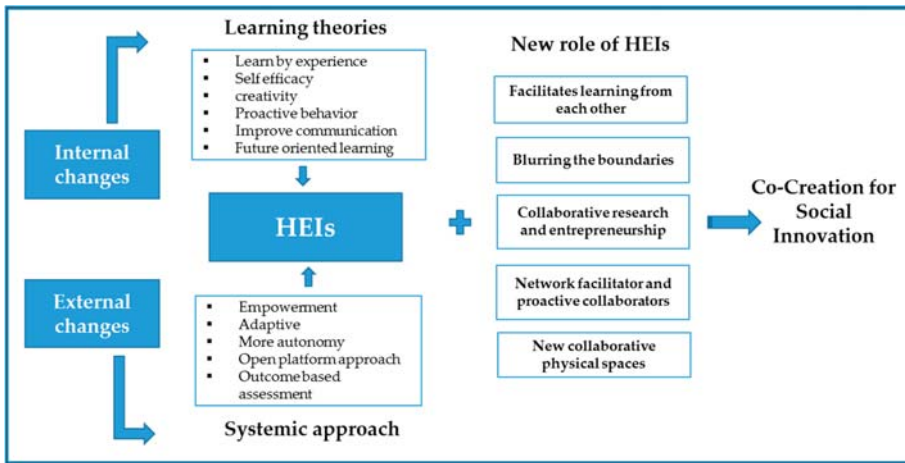 Learning theories
Learn by experience
Self efficacy
creativity
Proactive behavior
Improve communication
Future oriented learning
Internal
changes
HEIs
External
changes
Empowerment
Adaptive
More autonomy
Open platform approach
Outcome based
assessment
Systemic approach
New role of HEIs
Facilitates learning from
each other
Blurring the boundaries
Collaborative research
and entrepreneurship
Network facilitator and
proactive collaborators
New collaborative
physical spaces
Co-Creation for
Social
Innovation